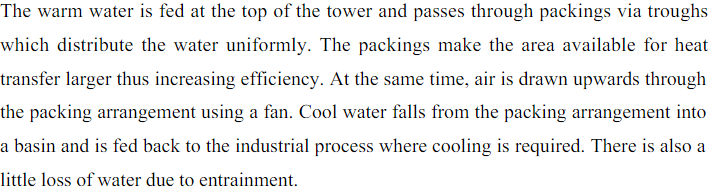 The warm water is fed at the top of the tower and passes through packings via troughs
which distribute the water uniformly. The packings make the area available for heat
transfer larger thus increasing efficiency. At the same time, air is drawn upwards through
the packing arrangement using a fan. Cool water falls from the packing arrangement into
a basin and is fed back to the industrial process where cooling is required. There is also a
little loss of water due to entrainment.